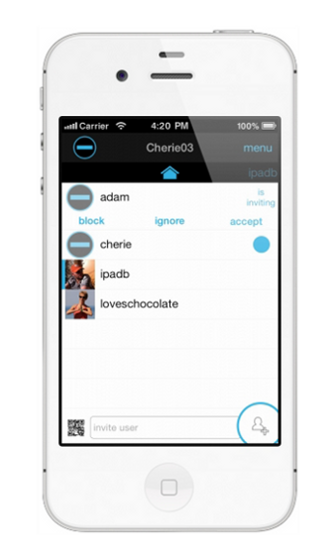 Carrier 4:20 PM 100%
Cherie03 menu
ipadb
adam is inviting
block ignore accept
cherie
ipadb
loveschocolate
invite user